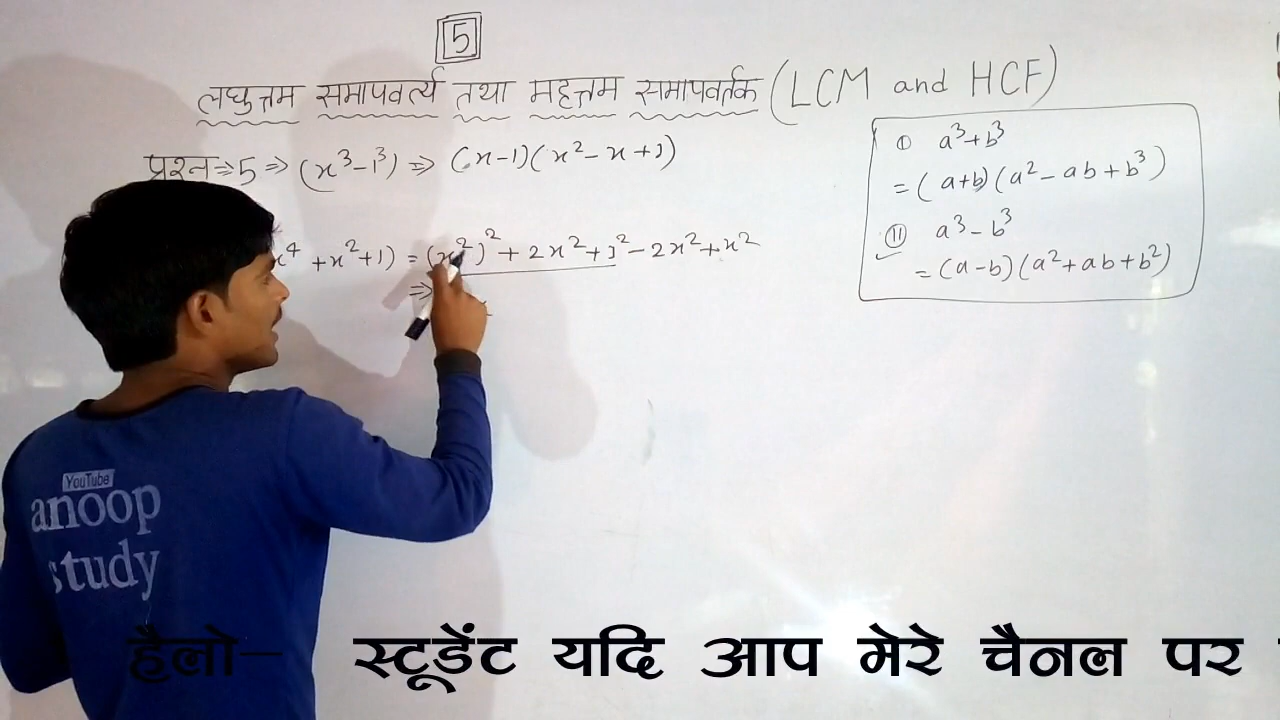 5
लघुत्तम समापवर्त्य तथा महत्तम समापवर्तक (LCM and HCF)
प्रश्न⇒5⇒ (x³-1³) ⇒ (x-1)(x²-x+1)
x⁴+x²+1) = (x²)²+2x²+1²-2x²+x²
⇒
① a³+b³
= (a+b)(a²-ab+b³)
⑪ a³-b³
= (a-b)(a²+ab+b²)
YouTube
anoop
study
हैलो- स्टूडेंट यदि आप मेरे चैनल पर